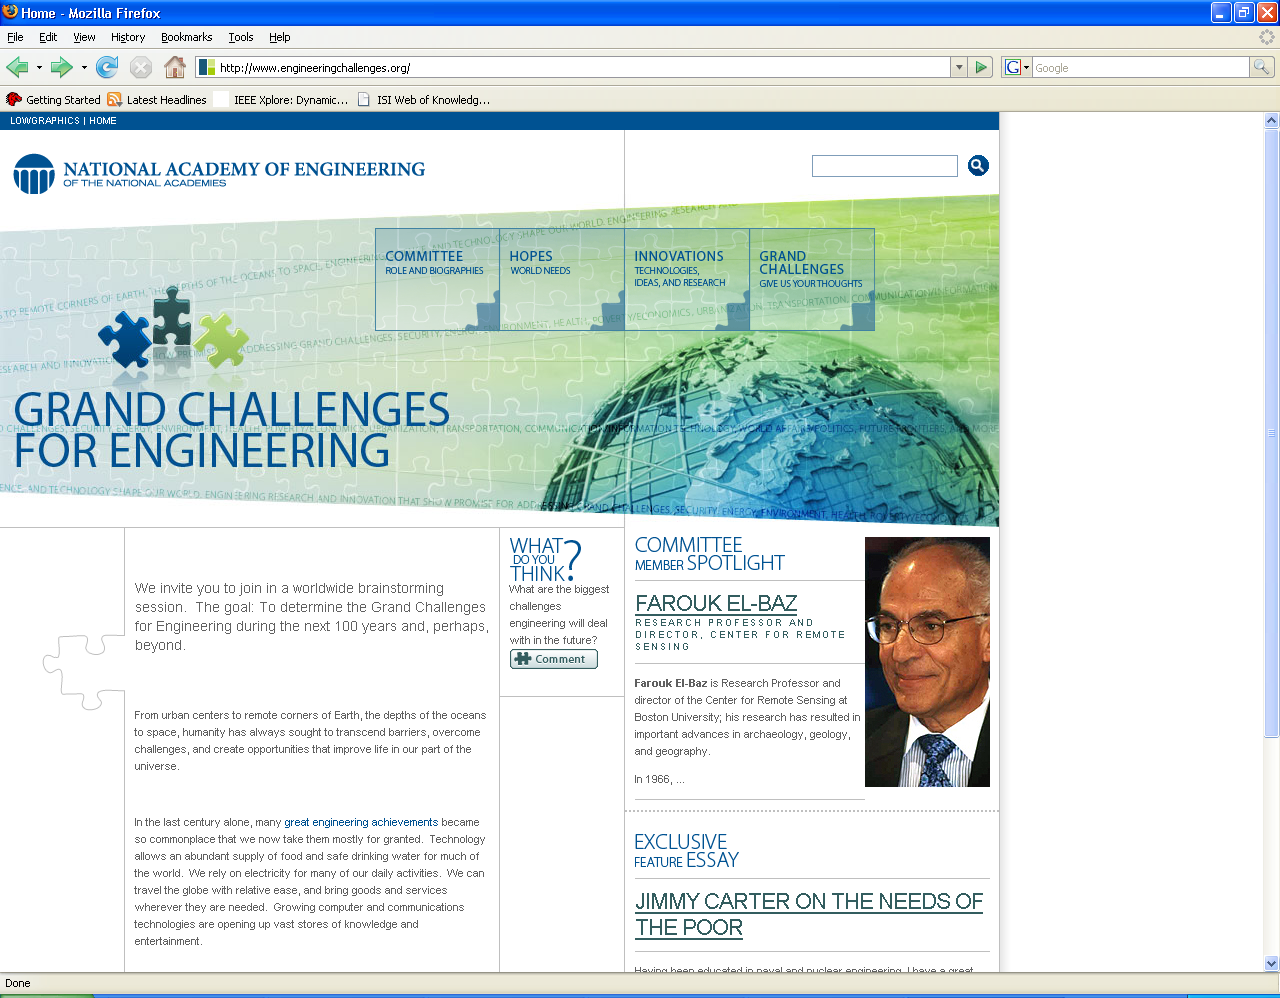 Home - Mozilla Firefox
File Edit View History Bookmarks Tools Help
http://www.engineeringchallenges.org/
Google
Getting Started Latest Headlines IEEE Xplore: Dynamic... ISI Web of Knowledg...
LOWGRAPHICS | HOME
NATIONAL ACADEMY OF ENGINEERING
OF THE NATIONAL ACADEMIES
COMMITTEE
ROLE AND BIOGRAPHIES
HOPES
WORLD NEEDS
INNOVATIONS
TECHNOLOGIES,
IDEAS, AND RESEARCH
GRAND
CHALLENGES
GIVE US YOUR THOUGHTS
GRAND CHALLENGES
FOR ENGINEERING
We invite you to join in a worldwide brainstorming
session. The goal: To determine the Grand Challenges
for Engineering during the next 100 years and, perhaps,
beyond.
From urban centers to remote corners of Earth, the depths of the oceans
to space, humanity has always sought to transcend barriers, overcome
challenges, and create opportunities that improve life in our part of the
universe.
In the last century alone, many great engineering achievements became
so commonplace that we now take them mostly for granted. Technology
allows an abundant supply of food and safe drinking water for much of
the world. We rely on electricity for many of our daily activities. We can
travel the globe with relative ease, and bring goods and services
wherever they are needed. Growing computer and communications
technologies are opening up vast stores of knowledge and
entertainment.
WHAT
DO YOU
THINK?
What are the biggest
challenges
engineering will deal
with in the future?
Comment
COMMITTEE
MEMBER SPOTLIGHT
FAROUK EL-BAZ
RESEARCH PROFESSOR AND
DIRECTOR, CENTER FOR REMOTE
SENSING
Farouk El-Baz is Research Professor and
director of the Center for Remote Sensing at
Boston University; his research has resulted in
important advances in archaeology, geology,
and geography.
In 1966, ...
EXCLUSIVE
FEATURE ESSAY
JIMMY CARTER ON THE NEEDS OF
THE POOR
Having been educated in naval and nuclear engineering, I have a great
Done